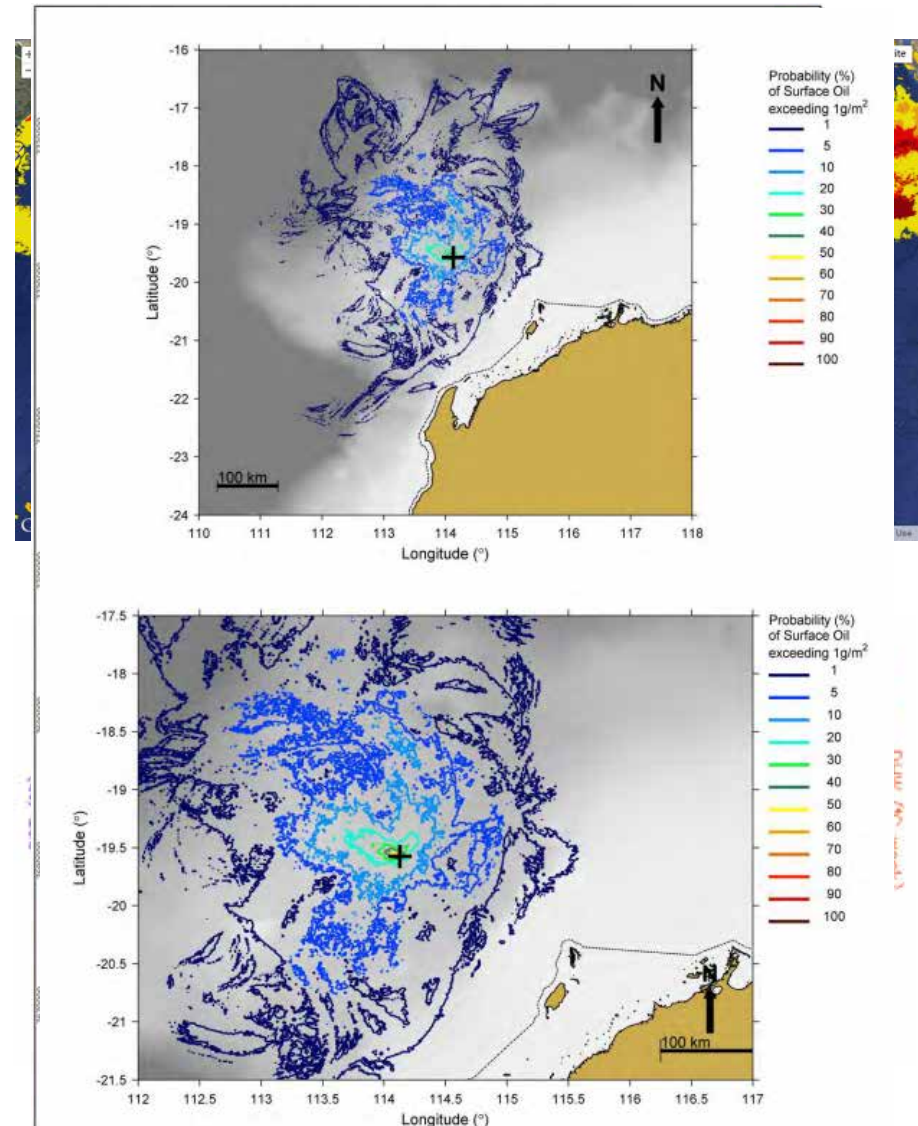 -16
-17
-18
-19
-20
-21
-22
-23
-24
Latitude (°)
110 111 112 113 114 115 116 117 118
Longitude (°)
N
100 km
Probability (%)
of Surface Oil
exceeding 1g/m²
1
5
10
20
30
40
50
60
70
80
90
100
ite
Use
-17.5
-18
-18.5
-19
-19.5
-20
-20.5
-21
-21.5
Latitude (°)
112 112.5 113 113.5 114 114.5 115 115.5 116 116.5 117
Longitude (°)
N
100 km
Probability (%)
of Surface Oil
exceeding 1g/m²
1
5
10
20
30
40
50
60
70
80
90
100